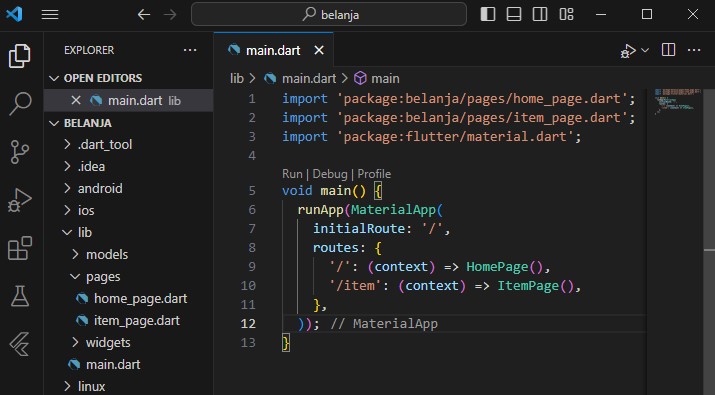 belanja
EXPLORER
OPEN EDITORS
main.dart lib
BELANJA
.dart_tool
.idea
android
ios
lib
models
pages
home_page.dart
item_page.dart
widgets
main.dart
linux
main.dart
lib > main.dart > main
1 import 'package:belanja/pages/home_page.dart';
2 import 'package:belanja/pages/item_page.dart';
3 import 'package:flutter/material.dart';
4
Run | Debug | Profile
5 void main() {
6 runApp(MaterialApp(
7 initialRoute: '/',
8 routes: {
9 '/': (context) => HomePage(),
10 '/item': (context) => ItemPage(),
11 },
12 )); // MaterialApp
13 }